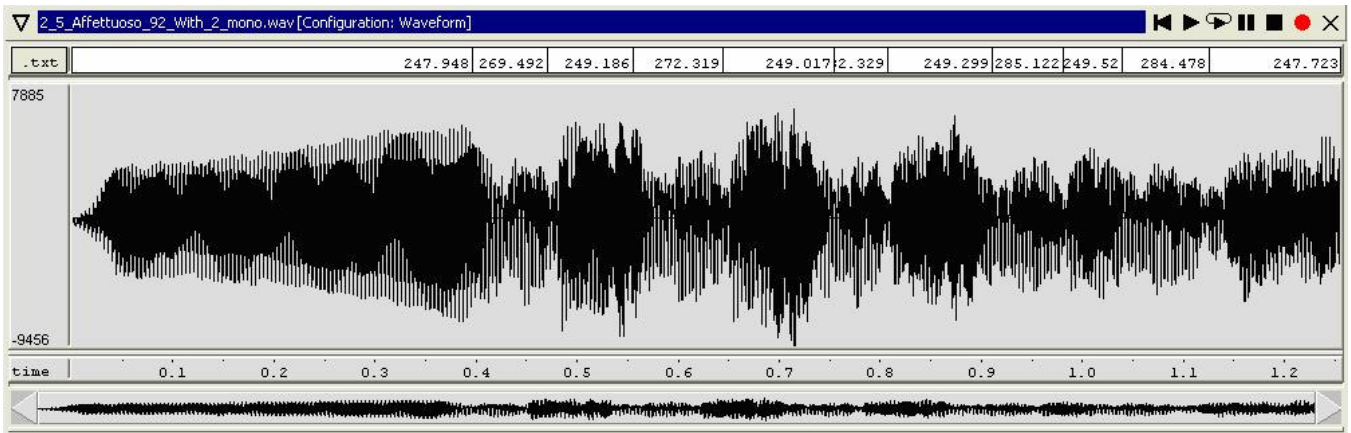 2_5_Affettuoso_92_With_2_mono.wav [Configuration: Waveform]
.txt 247.948 269.492 249.186 272.319 249.017 2.329 249.299 285.122 249.52 284.478 247.723
7885
-9456
time 0.1 0.2 0.3 0.4 0.5 0.6 0.7 0.8 0.9 1.0 1.1 1.2